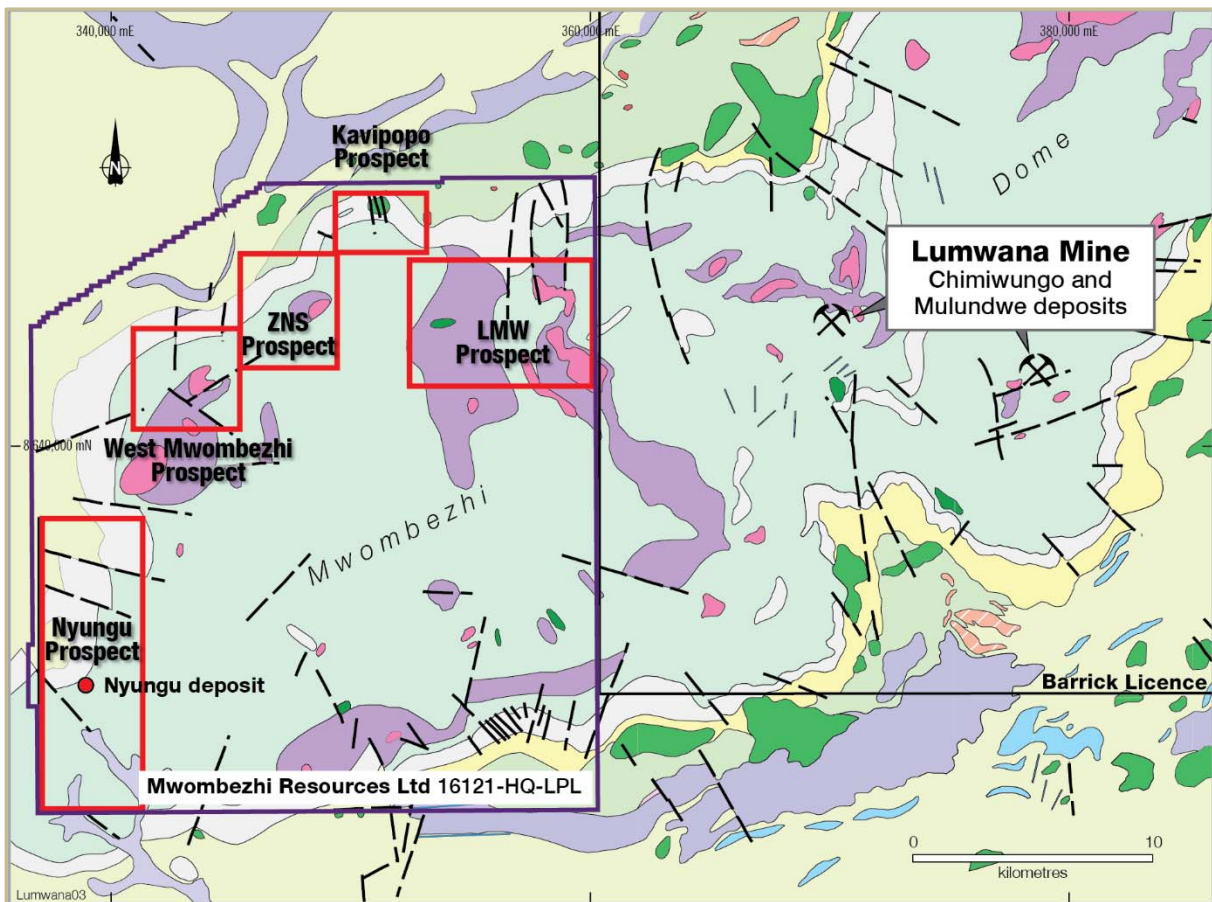 340,000 mE
360,000 mE
380,000 mE
Kavipopo
Prospect
N
Dome
Lumwana Mine
Chimiwungo and
Mulundwe deposits
ZNS
Prospect
LMW
Prospect
8 640,000 mN
West Mwombezhi
Prospect
Mwombezhi
Nyungu
Prospect
Nyungu deposit
Barrick Licence
Mwombezhi Resources Ltd 16121-HQ-LPL
0
10
kilometres
Lumwana03